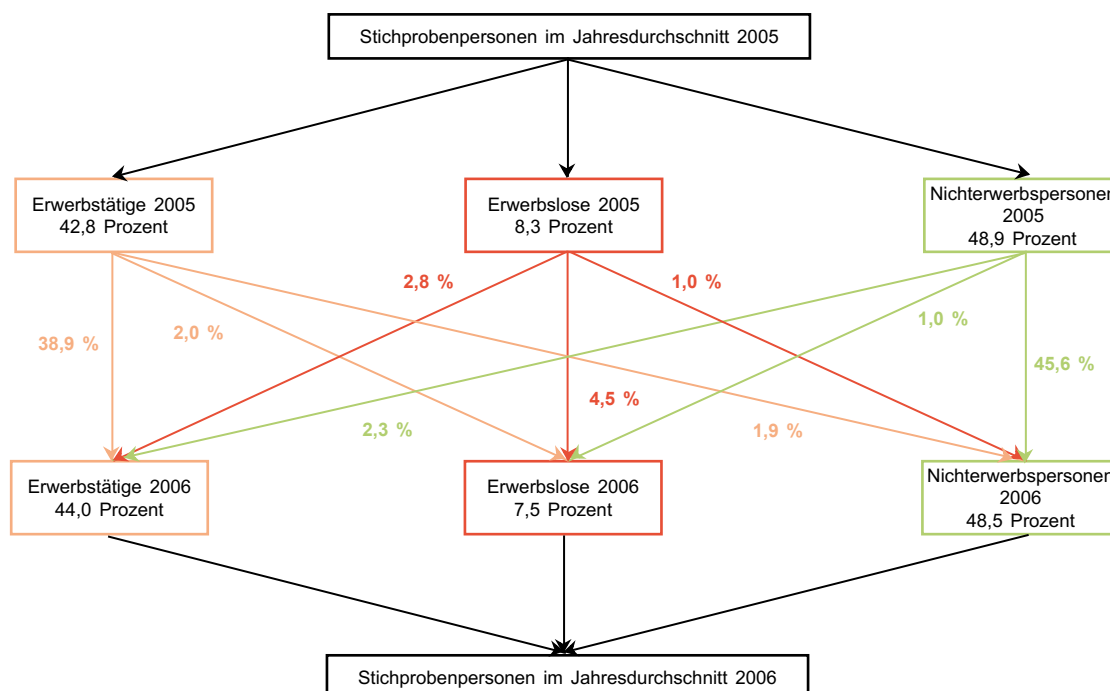 Stichprobenpersonen im Jahresdurchschnitt 2005
Erwerbstätige 2005
42,8 Prozent
Erwerbslose 2005
8,3 Prozent
Nichterwerbspersonen
2005
48,9 Prozent
2,8 %
1,0 %
2,0 %
1,0 %
38,9 %
45,6 %
4,5 %
2,3 %
1,9 %
Erwerbstätige 2006
44,0 Prozent
Erwerbslose 2006
7,5 Prozent
Nichterwerbspersonen
2006
48,5 Prozent
Stichprobenpersonen im Jahresdurchschnitt 2006